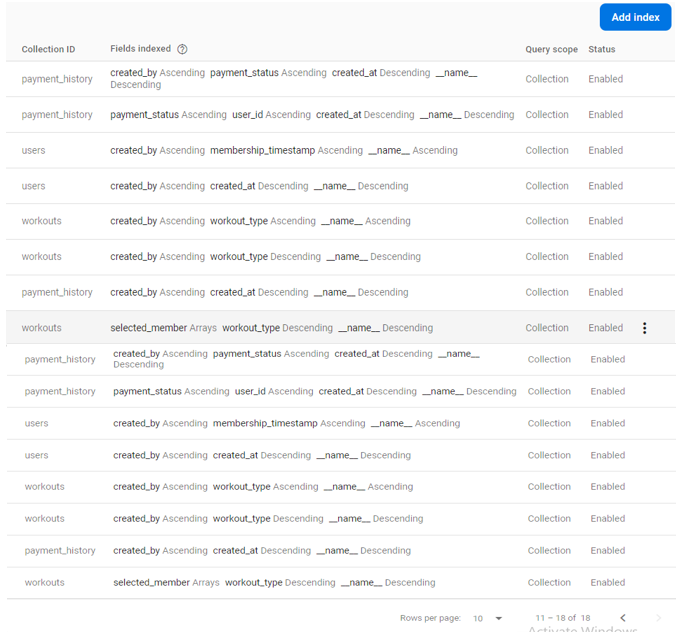 Add index
Collection ID Fields indexed ? Query scope Status
payment_history created_by Ascending payment_status Ascending created_at Descending __name__ Collection Enabled
Descending
payment_history payment_status Ascending user_id Ascending created_at Descending __name__ Descending Collection Enabled
users created_by Ascending membership_timestamp Ascending __name__ Ascending Collection Enabled
users created_by Ascending created_at Descending __name__ Descending Collection Enabled
workouts created_by Ascending workout_type Ascending __name__ Ascending Collection Enabled
workouts created_by Ascending workout_type Descending __name__ Descending Collection Enabled
payment_history created_by Ascending created_at Descending __name__ Descending Collection Enabled
workouts selected_member Arrays workout_type Descending __name__ Descending Collection Enabled
payment_history created_by Ascending payment_status Ascending created_at Descending __name__ Collection Enabled
Descending
payment_history payment_status Ascending user_id Ascending created_at Descending __name__ Descending Collection Enabled
users created_by Ascending membership_timestamp Ascending __name__ Ascending Collection Enabled
users created_by Ascending created_at Descending __name__ Descending Collection Enabled
workouts created_by Ascending workout_type Ascending __name__ Ascending Collection Enabled
workouts created_by Ascending workout_type Descending __name__ Descending Collection Enabled
payment_history created_by Ascending created_at Descending __name__ Descending Collection Enabled
workouts selected_member Arrays workout_type Descending __name__ Descending Collection Enabled
Rows per page: 10 11 – 18 of 18
Activate Windows